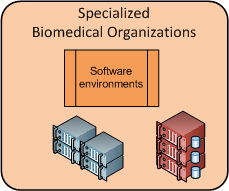 Specialized
Biomedical Organizations
Software
environments